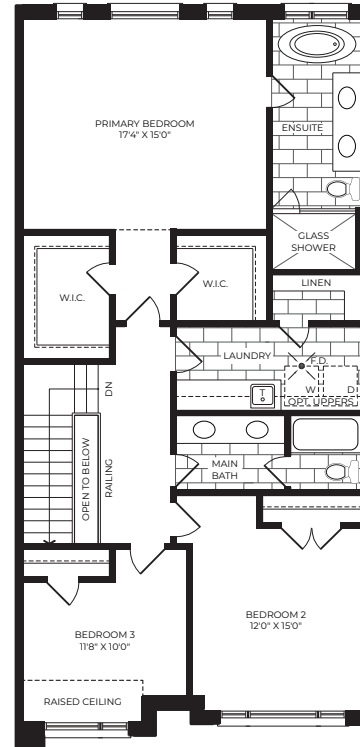 PRIMARY BEDROOM
17'4" X 15'0"
ENSUITE
GLASS
SHOWER
W.I.C.
W.I.C.
LINEN
LAUNDRY
F.D.
W D
T
OPT. UPPERS
DN
OPEN TO BELOW
RAILING
MAIN
BATH
BEDROOM 2
12'0" X 15'0"
BEDROOM 3
11'8" X 10'0"
RAISED CEILING